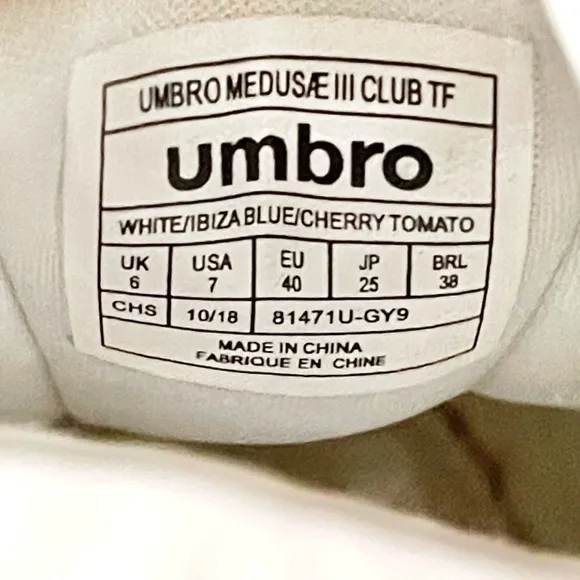 UMBRO MEDUSÆ III CLUB TF
umbro
WHITE/IBIZA BLUE/CHERRY TOMATO
UK USA EU JP BRL
6 7 40 25 38
CHS 10/18 81471U-GY9
MADE IN CHINA
FABRIQUE EN CHINE